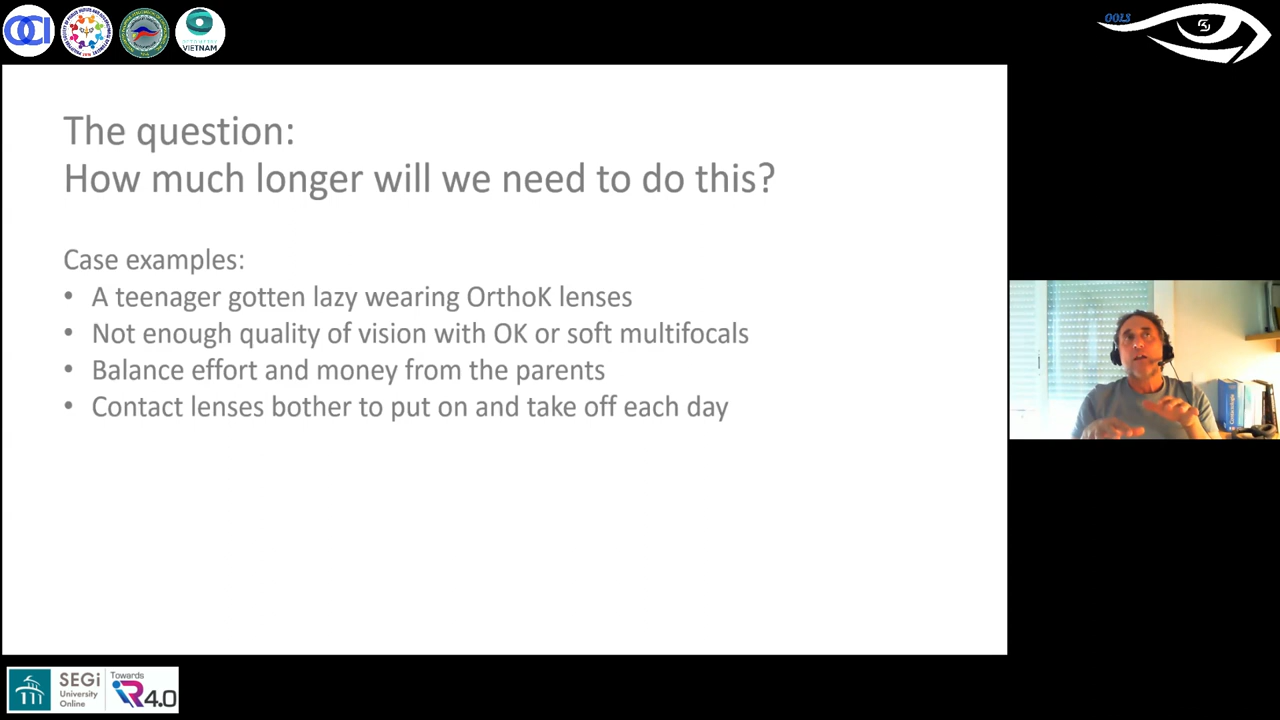 OCI
VIETNAM
OOLS
The question:
How much longer will we need to do this?
Case examples:
• A teenager gotten lazy wearing OrthoK lenses
• Not enough quality of vision with OK or soft multifocals
• Balance effort and money from the parents
• Contact lenses bother to put on and take off each day
SEGi
University
Online
Towards
iR4.0